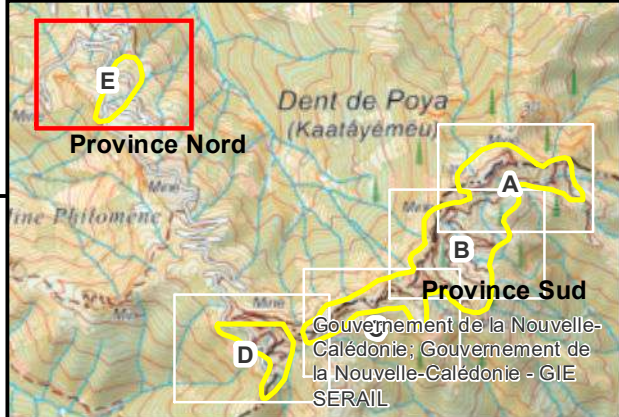 E
Mine
Province Nord
Dent de Poya
(Kaatâyémeu)
Mine
A
Mine
Mine Philomène
B
Province Sud
Mine
C
D
Gouvernement de la Nouvelle-
Calédonie; Gouvernement de
la Nouvelle-Calédonie - GIE
SERAIL